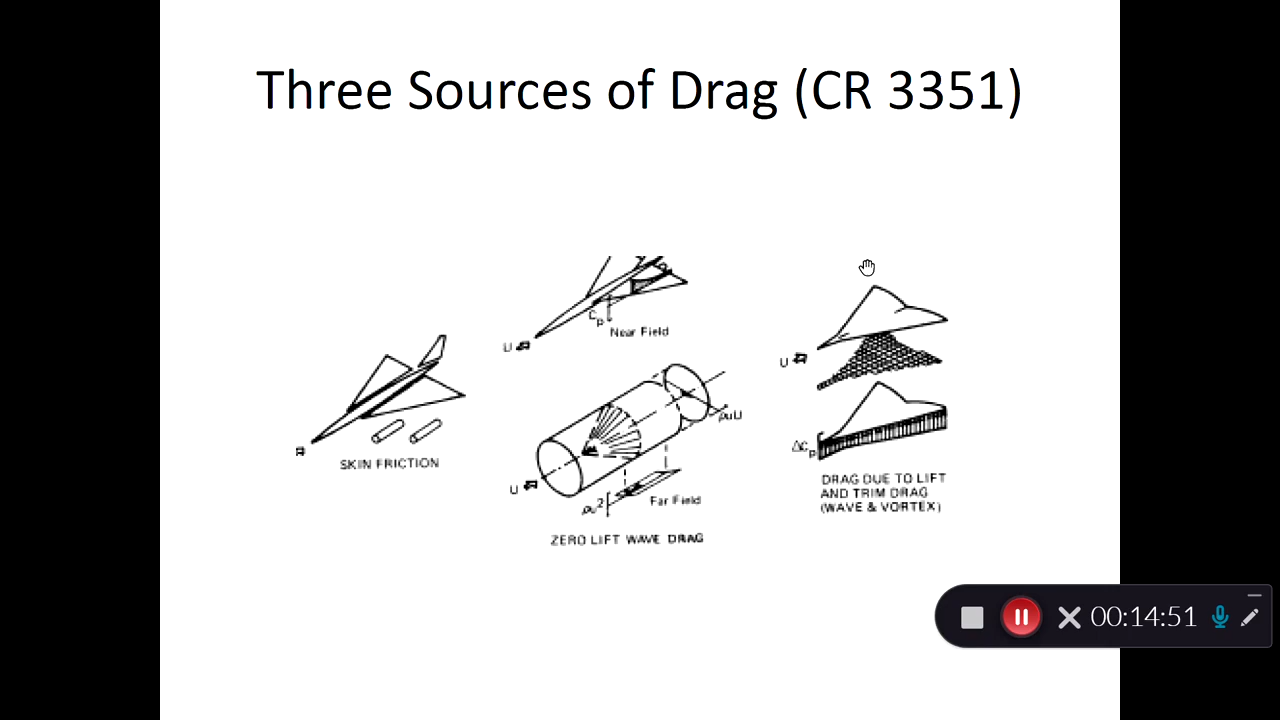 Three Sources of Drag (CR 3351)
U
Cp
Near Field
SKIN FRICTION
U
ρu²
Far Field
ZERO LIFT WAVE DRAG
U
ΔCp
DRAG DUE TO LIFT
AND TRIM DRAG
(WAVE & VORTEX)
00:14:51